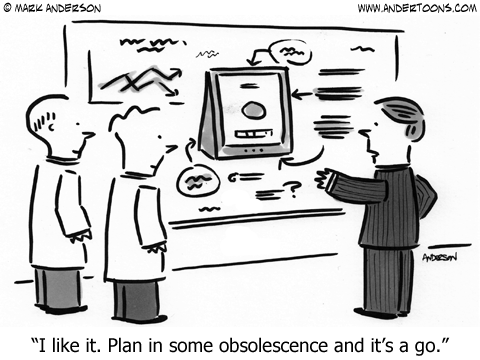 © MARK ANDERSON
WWW.ANDERTOONS.COM
?
ANDERSON
“I like it. Plan in some obsolescence and it’s a go.”